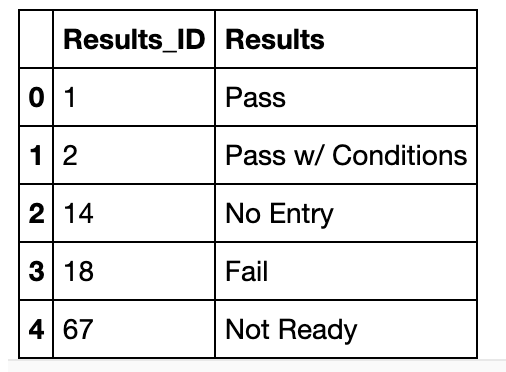 Results_ID Results
0 1 Pass
1 2 Pass w/ Conditions
2 14 No Entry
3 18 Fail
4 67 Not Ready